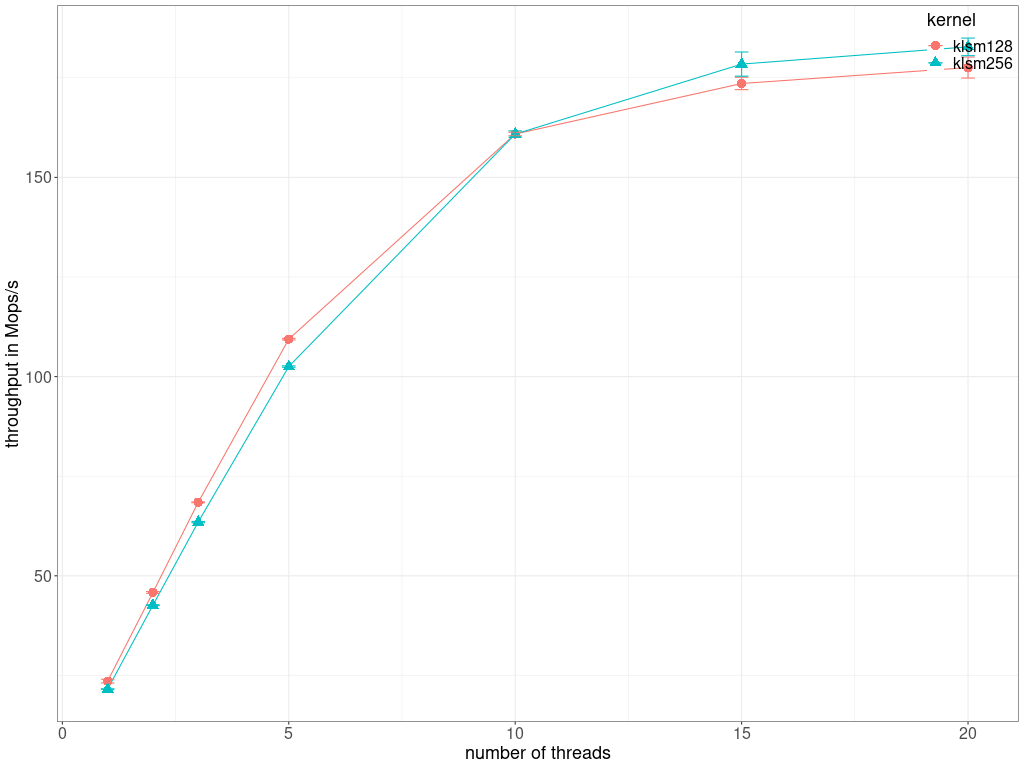 kernel
klsm128
klsm256
150
100
50
throughput in Mops/s
0 5 10 15 20
number of threads